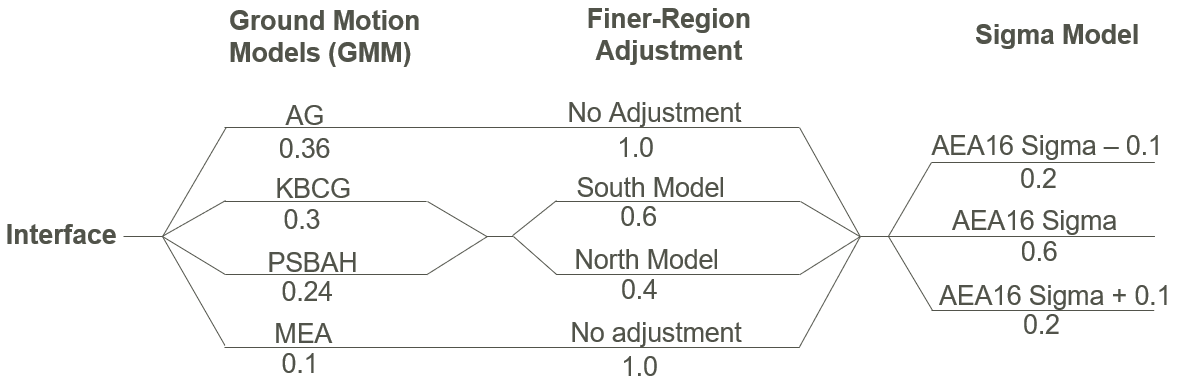 Ground Motion
Models (GMM)
Finer-Region
Adjustment
Sigma Model
Interface
AG
0.36
KBCG
0.3
PSBAH
0.24
MEA
0.1
No Adjustment
1.0
South Model
0.6
North Model
0.4
No adjustment
1.0
AEA16 Sigma – 0.1
0.2
AEA16 Sigma
0.6
AEA16 Sigma + 0.1
0.2